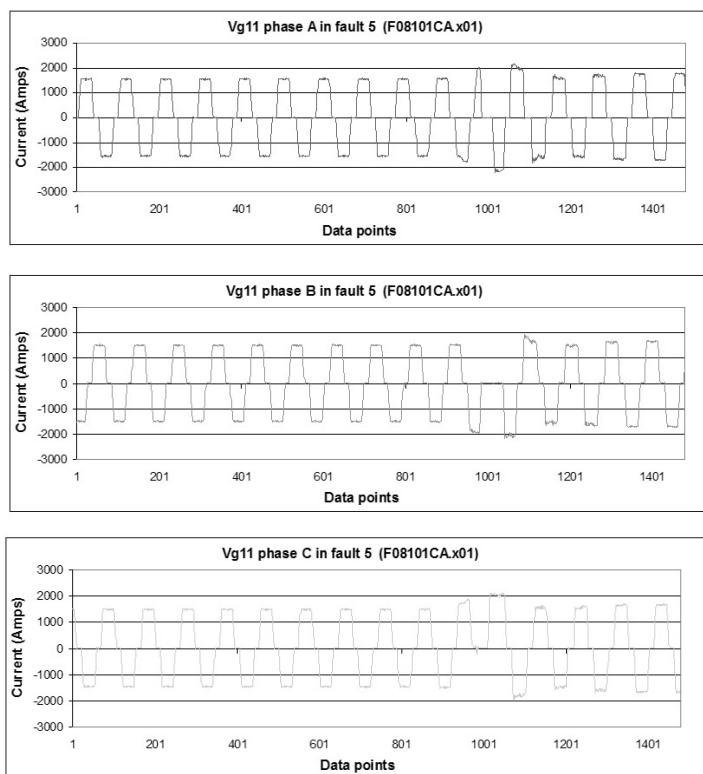 Vg11 phase A in fault 5 (F08101CA.x01)
3000
2000
1000
0
-1000
-2000
-3000
Current (Amps)
1 201 401 601 801 1001 1201 1401
Data points
Vg11 phase B in fault 5 (F08101CA.x01)
3000
2000
1000
0
-1000
-2000
-3000
Current (Amps)
1 201 401 601 801 1001 1201 1401
Data points
Vg11 phase C in fault 5 (F08101CA.x01)
3000
2000
1000
0
-1000
-2000
-3000
Current (Amps)
1 201 401 601 801 1001 1201 1401
Data points